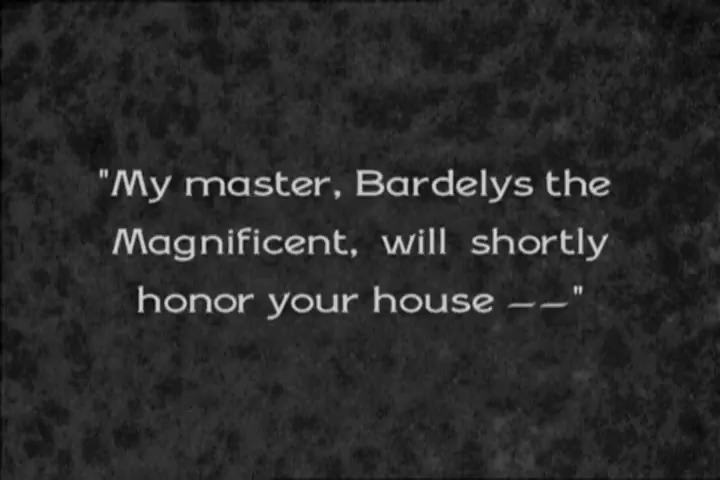 "My master, Bardelys the
Magnificent, will shortly
honor your house ——"